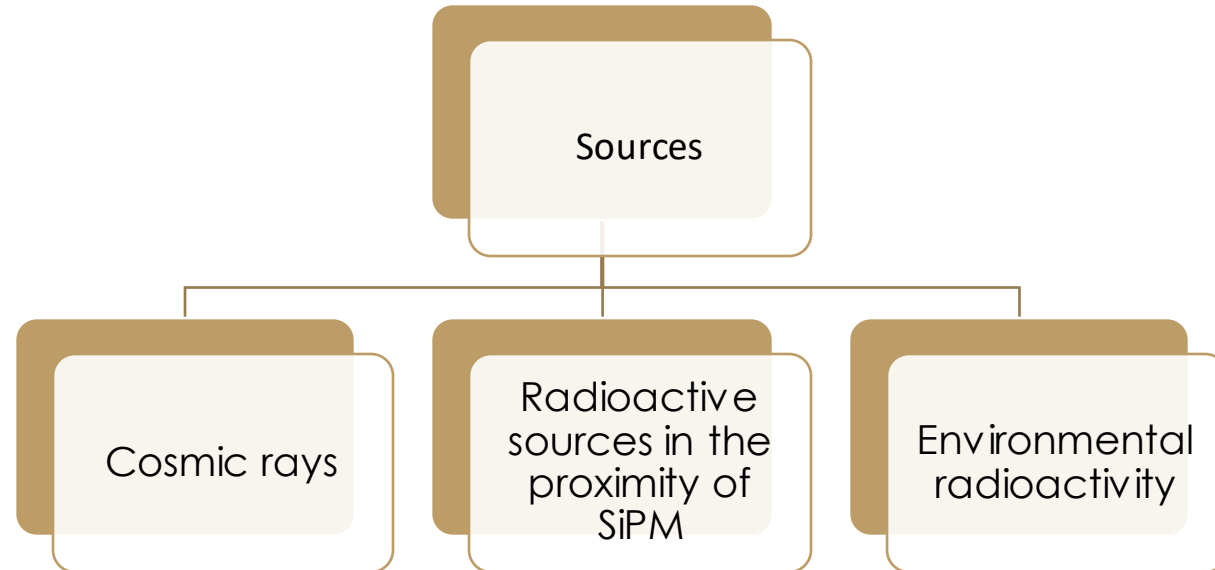 Sources
Cosmic rays
Radioactive
sources in the
proximity of
SiPM
Environmental
radioactivity